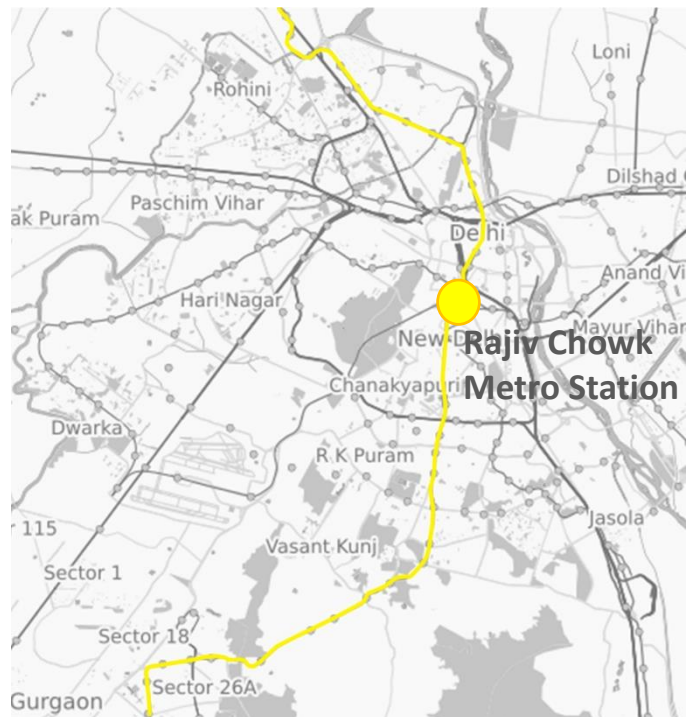 Loni
Rohini
Dilshad
ak Puram
Paschim Vihar
Delhi
Anand Vi
Hari Nagar
Mayur Vihar
New Delh
Rajiv Chowk
Metro Station
Chanakyapuri
Dwarka
R K Puram
115
Jasola
Vasant Kunj
Sector 1
Sector 18
Sector 26A
Gurgaon